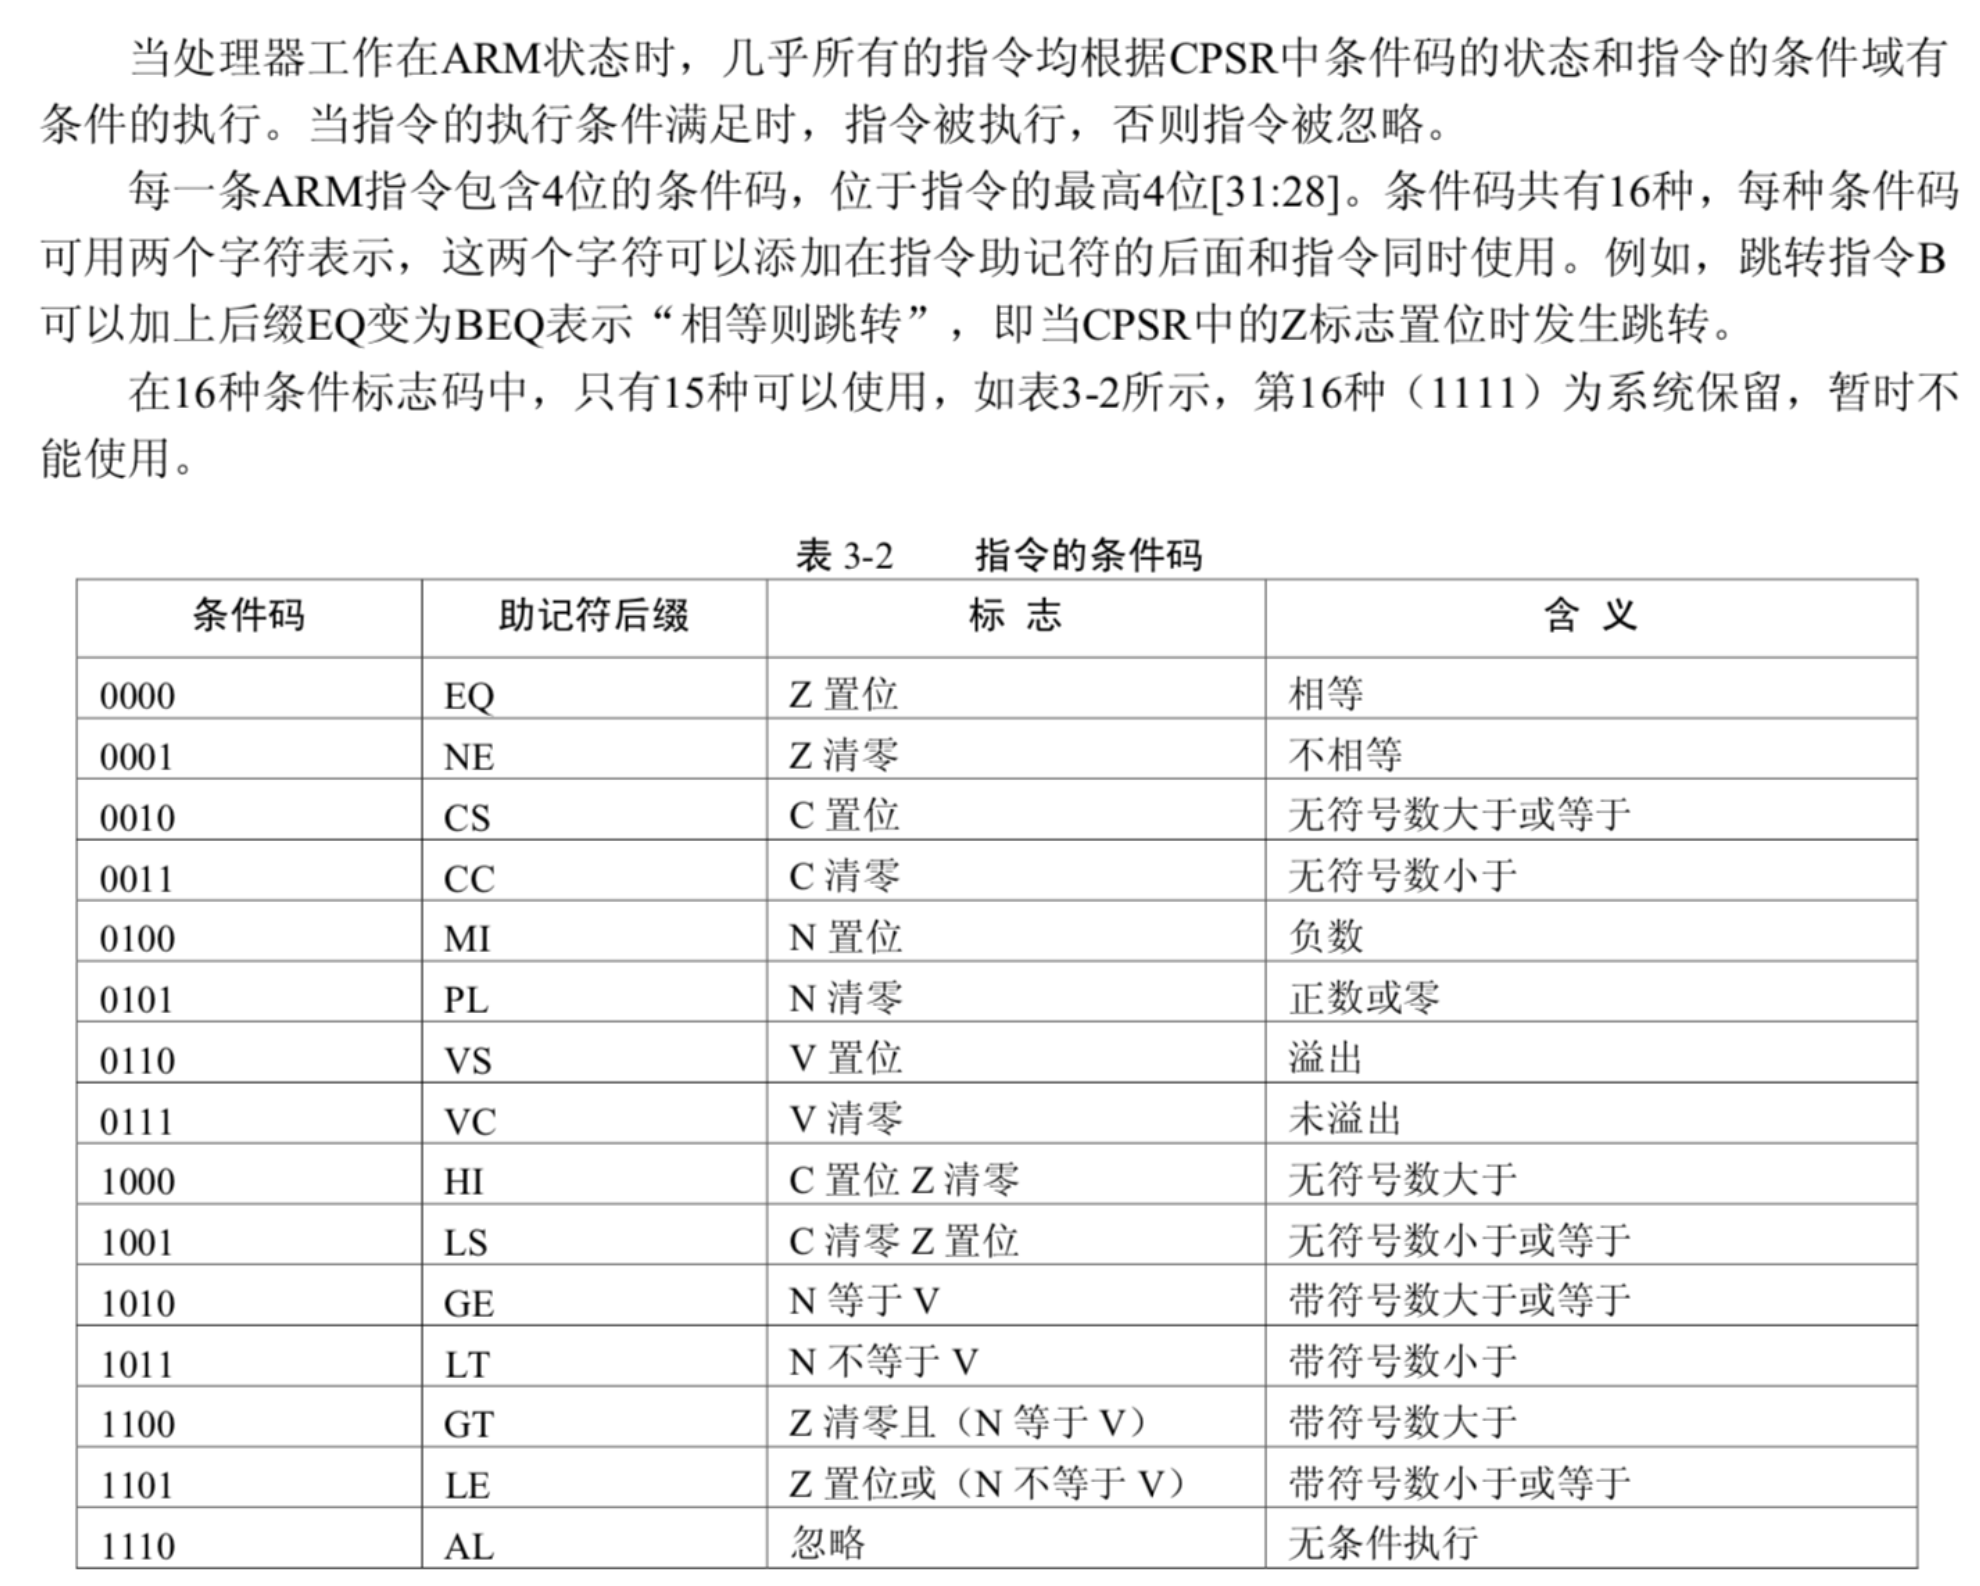 当处理器工作在ARM状态时，几乎所有的指令均根据CPSR中条件码的状态和指令的条件域有
条件的执行。当指令的执行条件满足时，指令被执行，否则指令被忽略。
每一条ARM指令包含4位的条件码，位于指令的最高4位[31:28]。条件码共有16种，每种条件码
可用两个字符表示，这两个字符可以添加在指令助记符的后面和指令同时使用。例如，跳转指令B
可以加上后缀EQ变为BEQ表示“相等则跳转”，即当CPSR中的Z标志置位时发生跳转。
在16种条件标志码中，只有15种可以使用，如表3-2所示，第16种（1111）为系统保留，暂时不
能使用。
表 3-2 指令的条件码
条件码 助记符后缀 标 志 含 义
0000 EQ Z 置位 相等
0001 NE Z 清零 不相等
0010 CS C 置位 无符号数大于或等于
0011 CC C 清零 无符号数小于
0100 MI N 置位 负数
0101 PL N 清零 正数或零
0110 VS V 置位 溢出
0111 VC V 清零 未溢出
1000 HI C 置位 Z 清零 无符号数大于
1001 LS C 清零 Z 置位 无符号数小于或等于
1010 GE N 等于 V 带符号数大于或等于
1011 LT N 不等于 V 带符号数小于
1100 GT Z 清零且（N 等于 V） 带符号数大于
1101 LE Z 置位或（N 不等于 V） 带符号数小于或等于
1110 AL 忽略 无条件执行